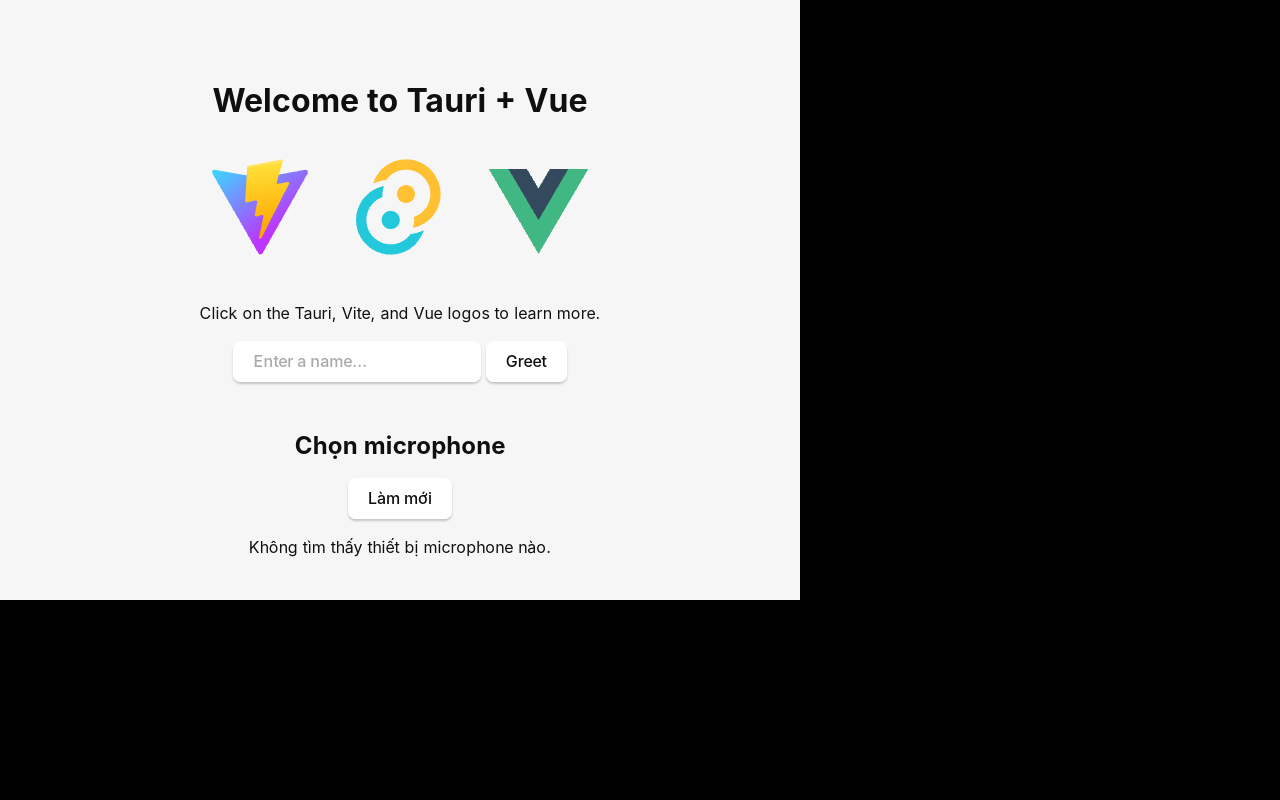 Welcome to Tauri + Vue
Click on the Tauri, Vite, and Vue logos to learn more.
Enter a name...
Greet
Chọn microphone
Làm mới
Không tìm thấy thiết bị microphone nào.